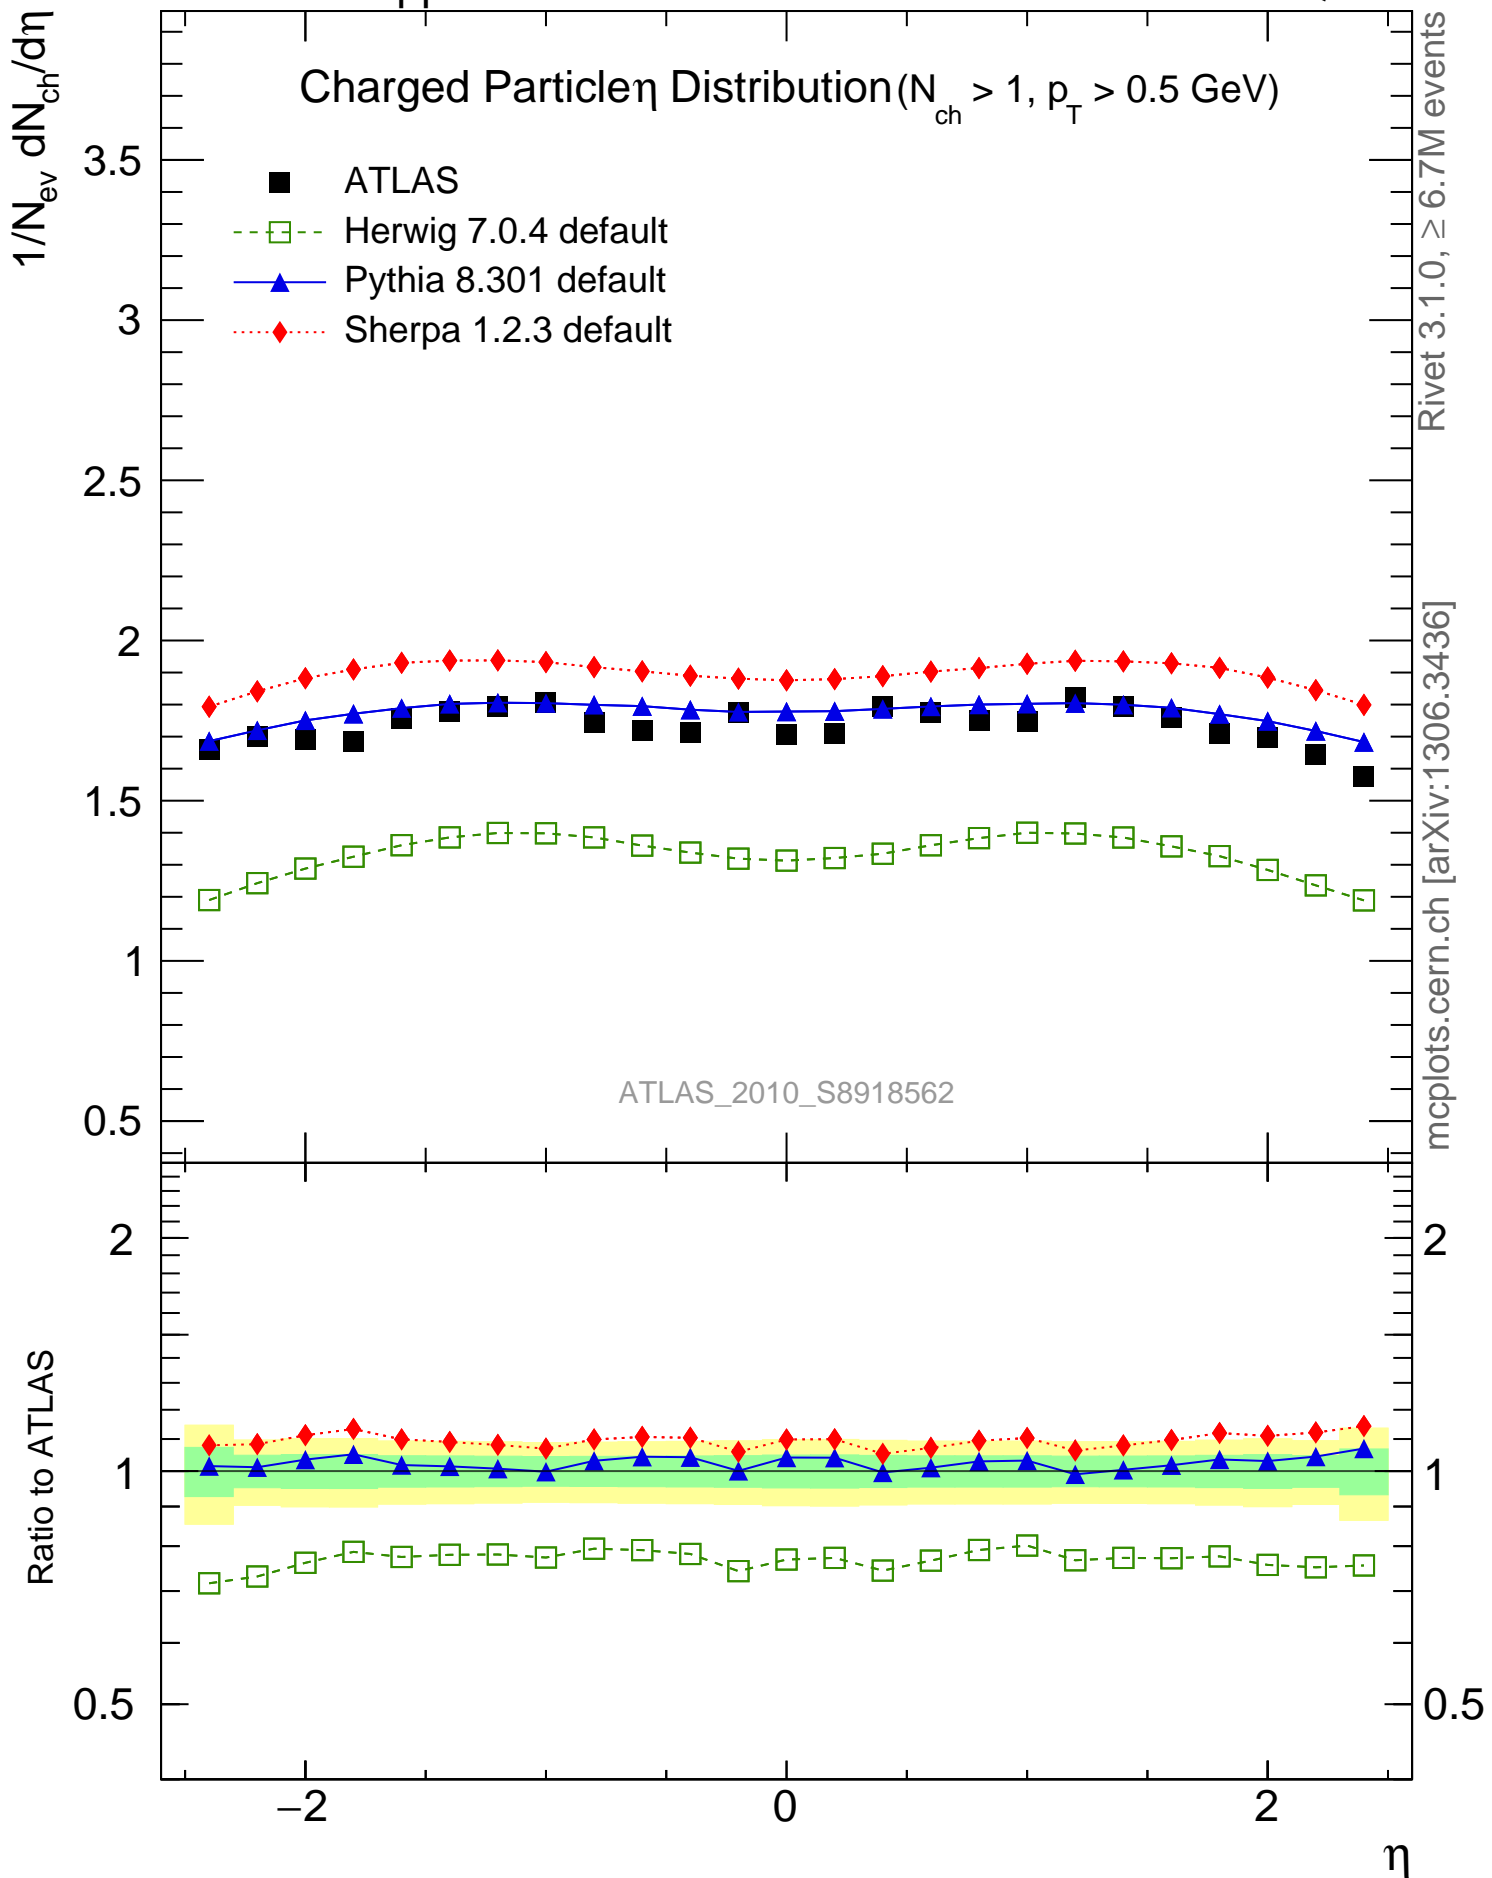 pp
1/N_ev dN_ch/dη
Charged Particleη Distribution (N_ch > 1, p_T > 0.5 GeV)
ATLAS
Herwig 7.0.4 default
Pythia 8.301 default
Sherpa 1.2.3 default
3.5
3
2.5
2
1.5
1
0.5
ATLAS_2010_S8918562
Rivet 3.1.0, ≥ 6.7M events
mcplots.cern.ch [arXiv:1306.3436]
Ratio to ATLAS
2
1
0.5
2
1
0.5
−2
0
2
η